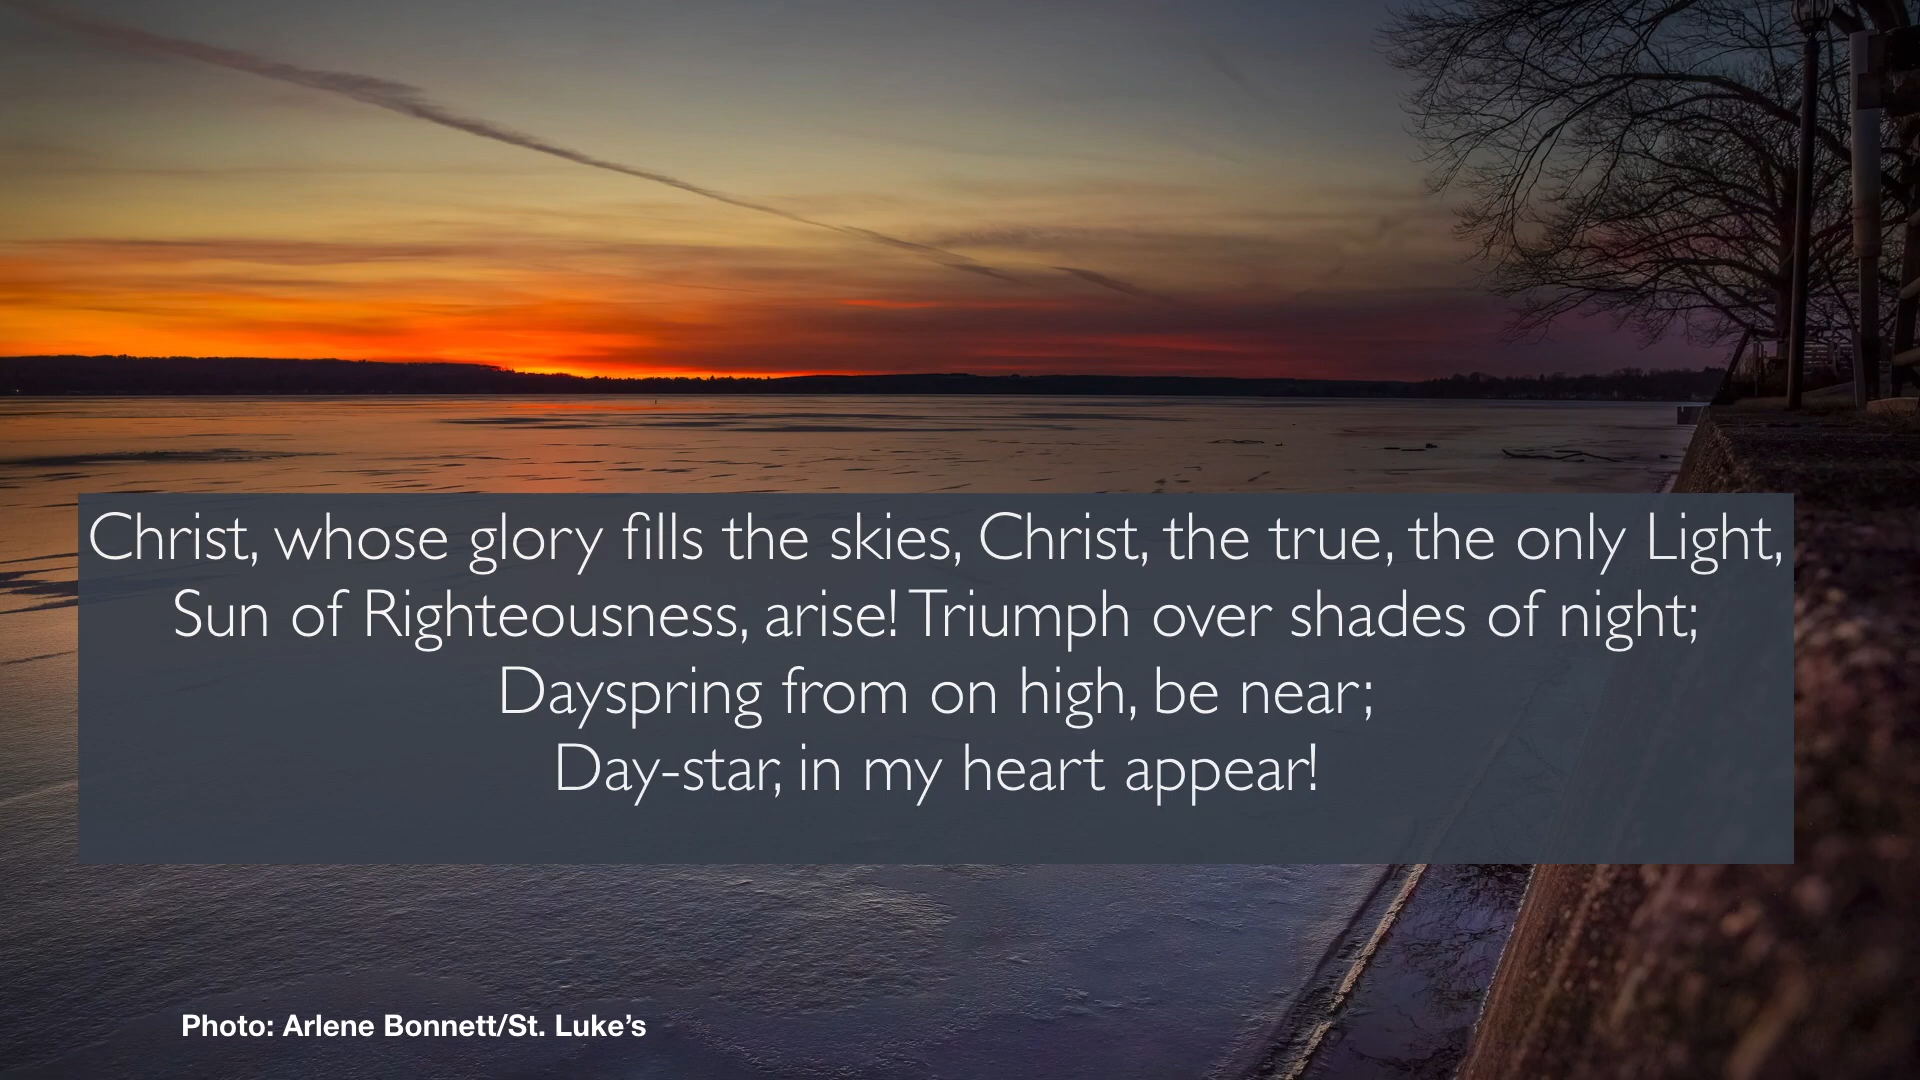 Christ, whose glory fills the skies, Christ, the true, the only Light,
Sun of Righteousness, arise! Triumph over shades of night;
Dayspring from on high, be near;
Day-star, in my heart appear!
Photo: Arlene Bonnett/St. Luke’s